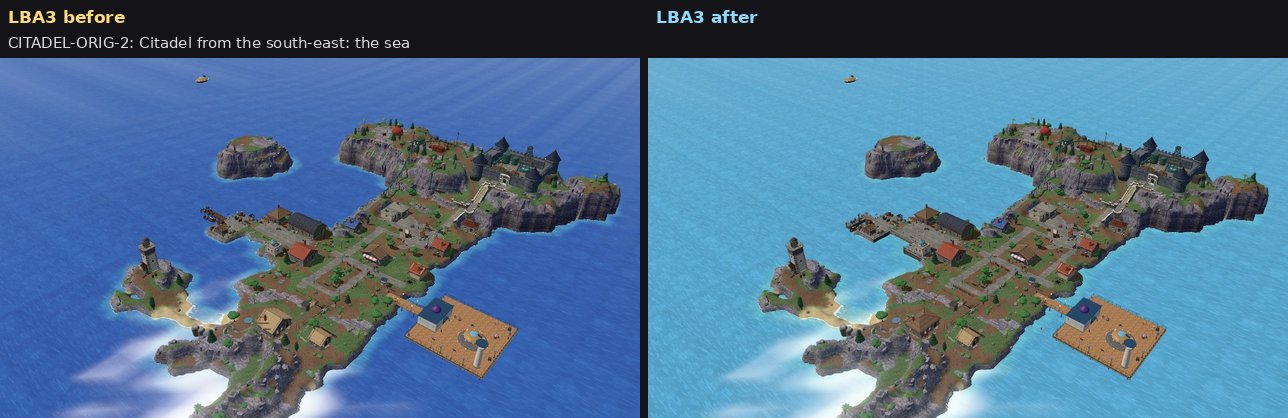 LBA3 before
LBA3 after
CITADEL-ORIG-2: Citadel from the south-east: the sea